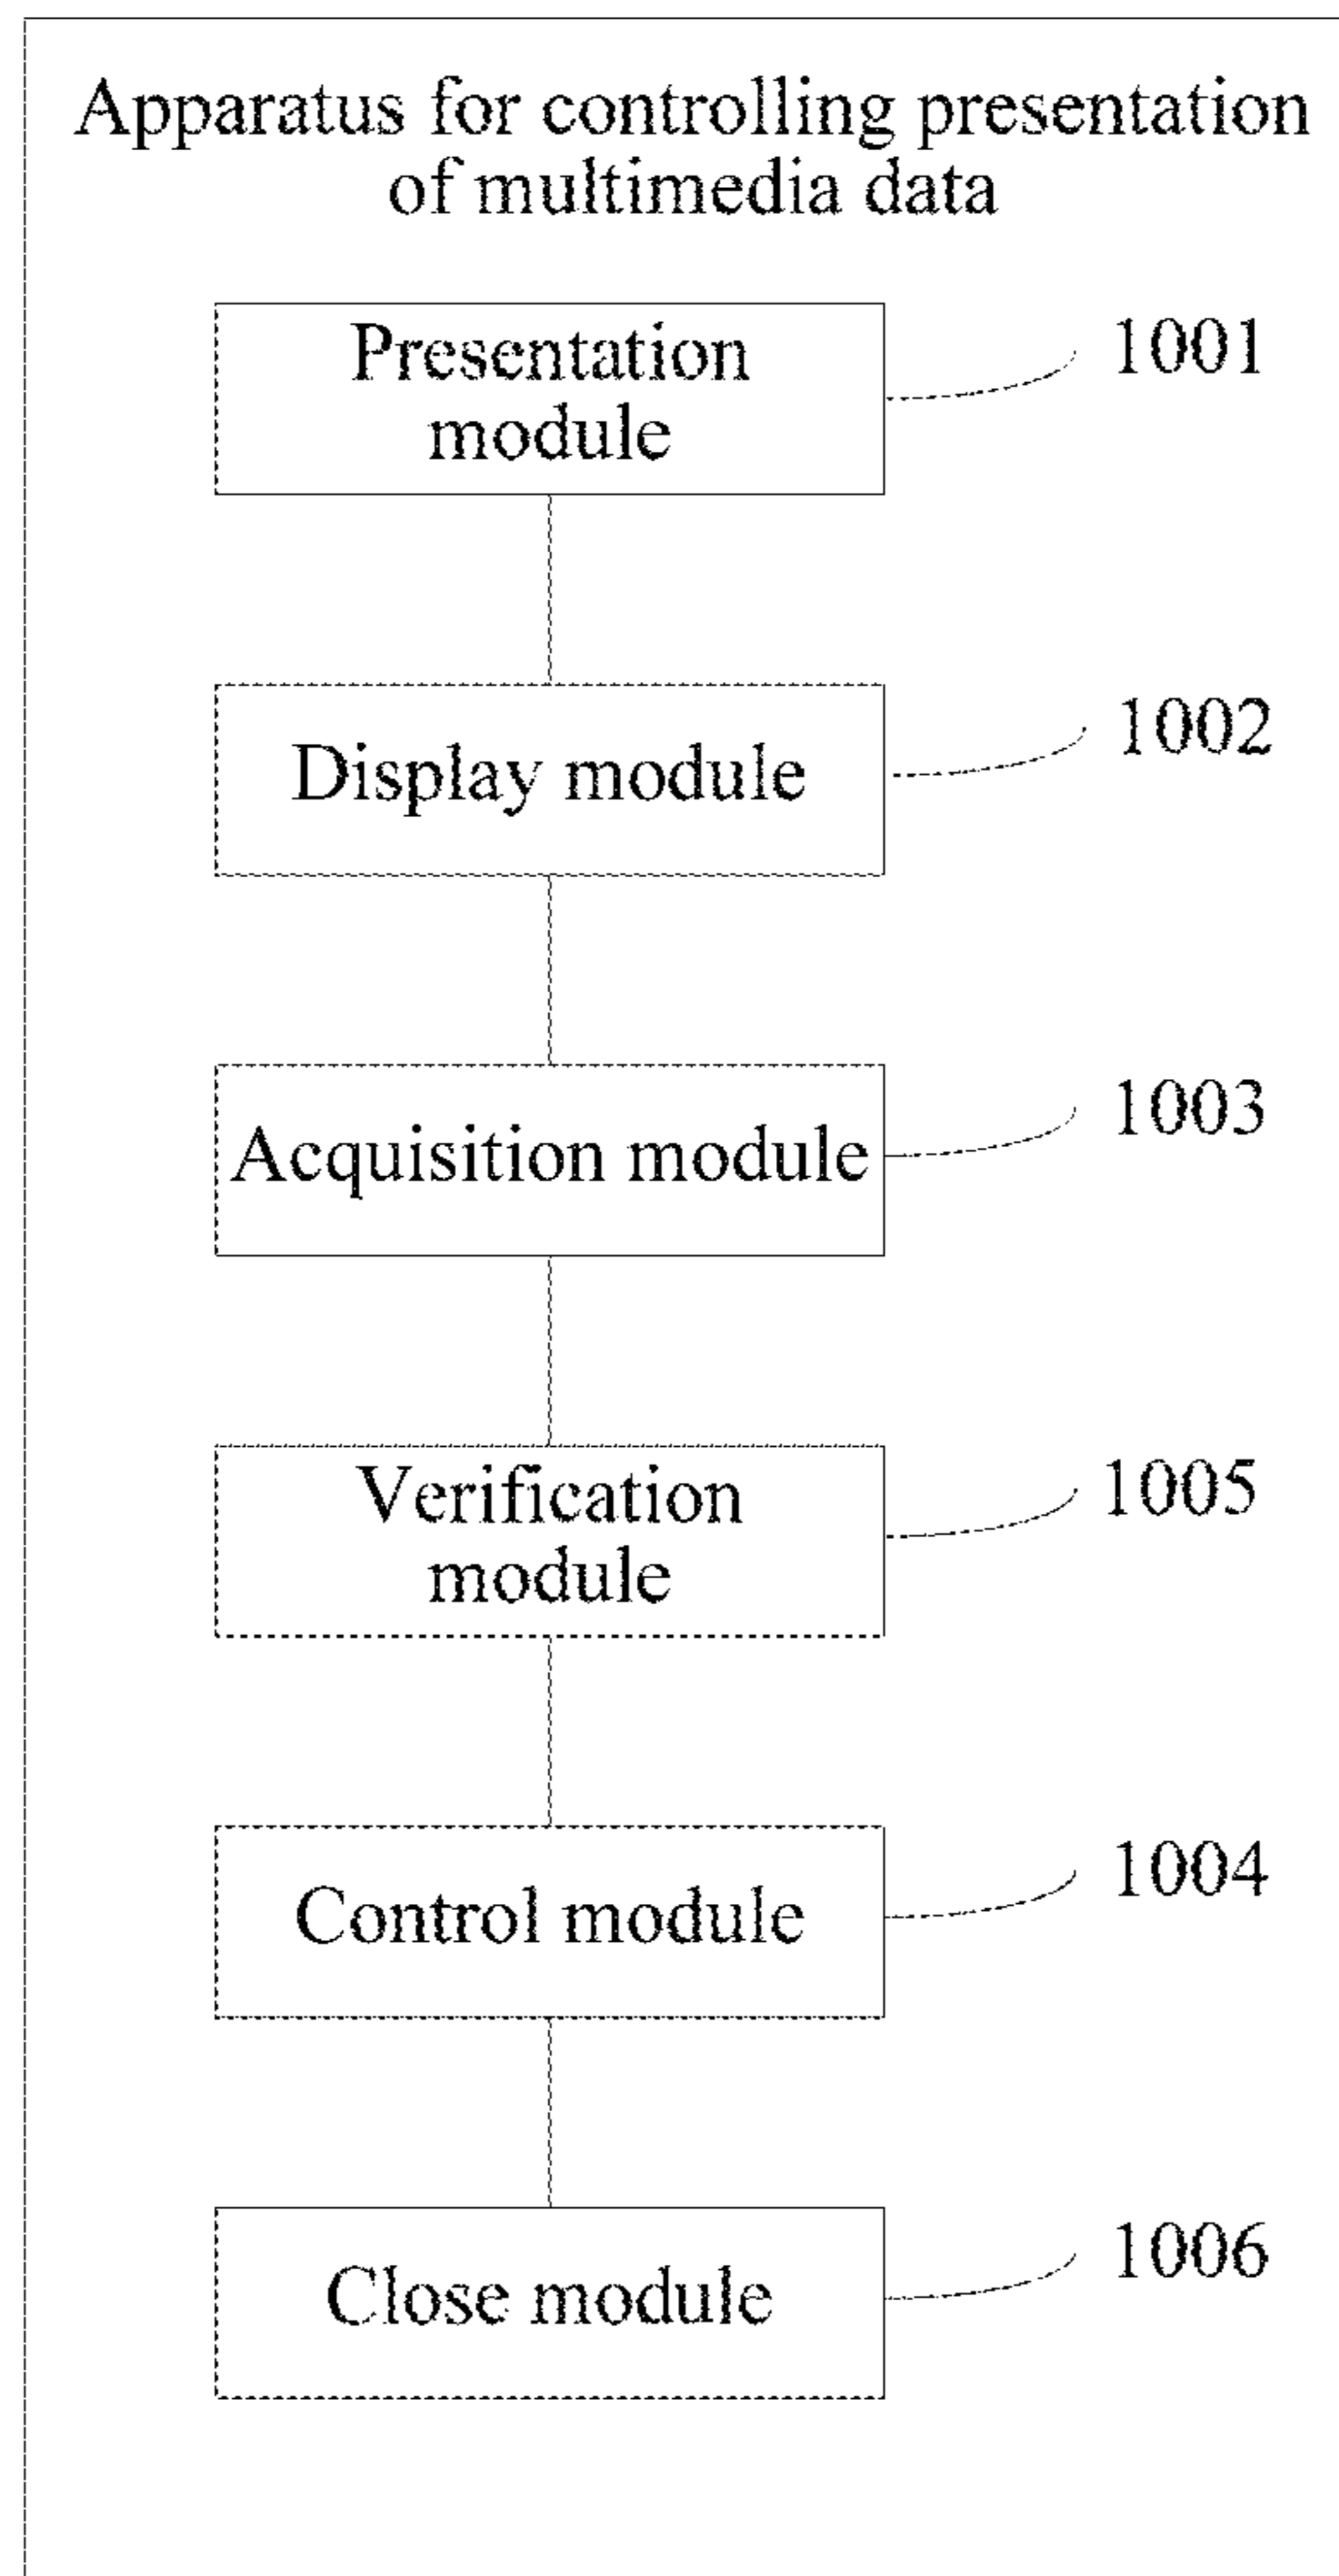 Apparatus for controlling presentation
of multimedia data
Presentation
module
1001
Display module
1002
Acquisition module
1003
Verification
module
1005
Control module
1004
Close module
1006